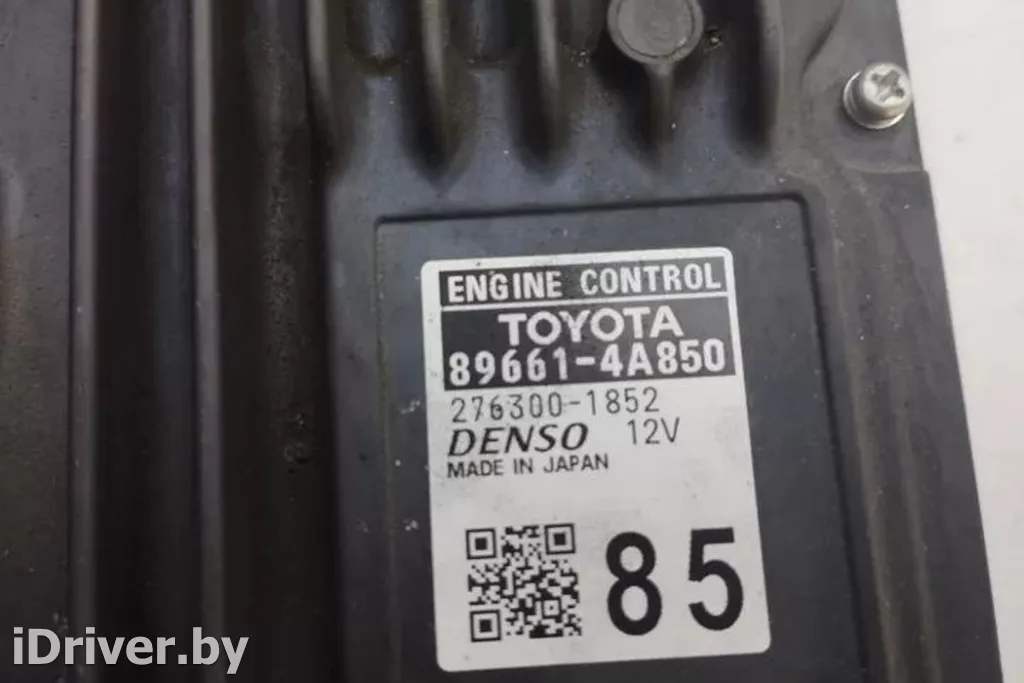 ENGINE CONTROL
TOYOTA
89661-4A850
276300-1852
DENSO 12V
MADE IN JAPAN
85
iDriver.by